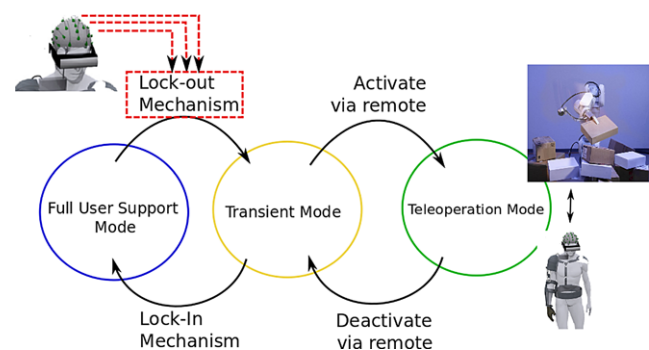 Lock-out
Mechanism
Activate
via remote
Full User Support
Mode
Transient Mode
Teleoperation Mode
Lock-In
Mechanism
Deactivate
via remote